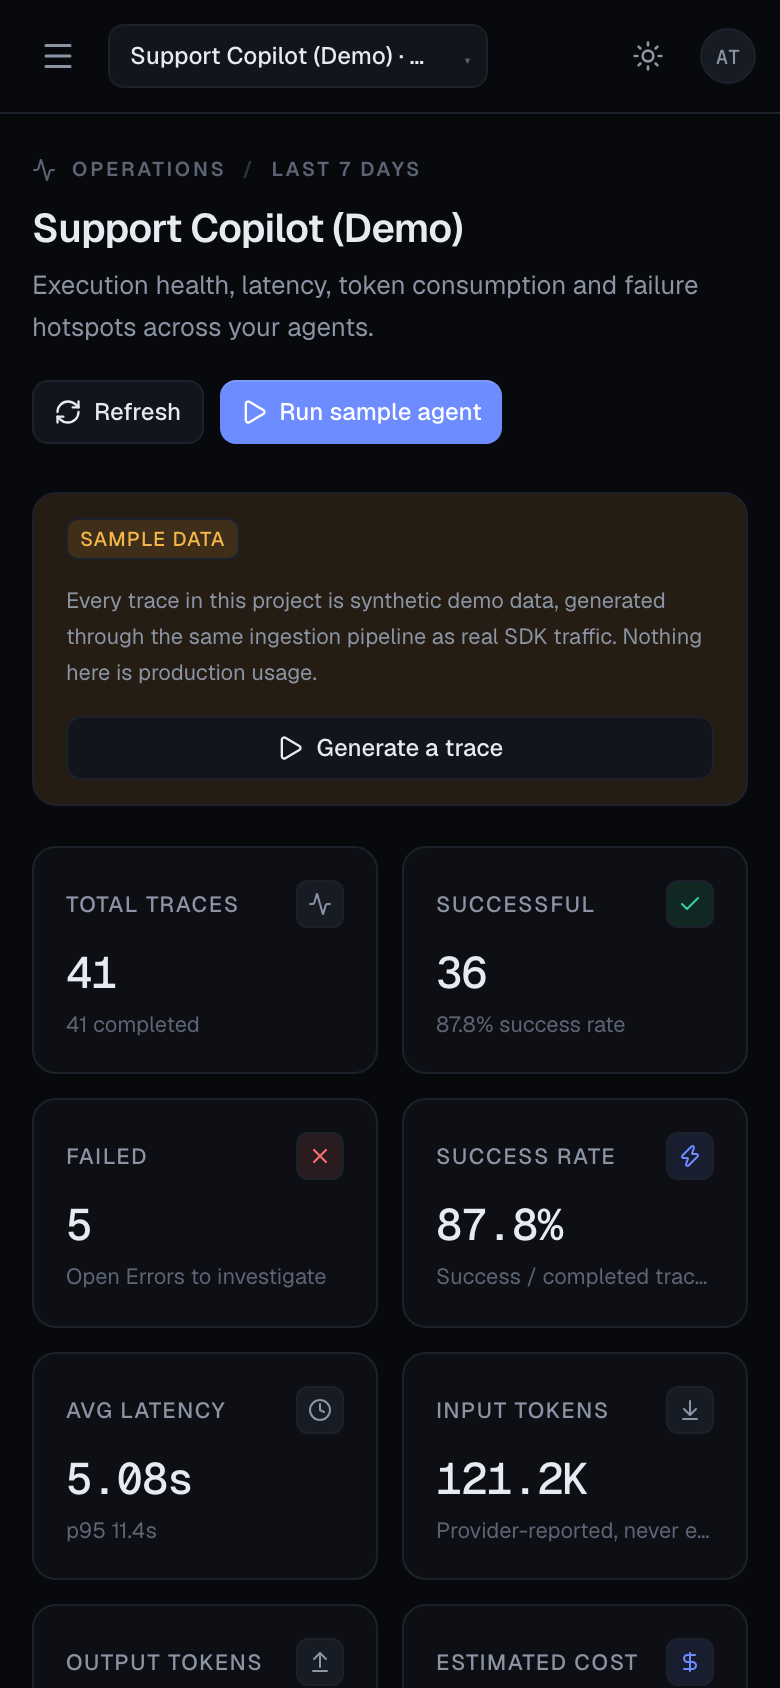 Support Copilot (Demo) · ...
AT
OPERATIONS / LAST 7 DAYS
Support Copilot (Demo)
Execution health, latency, token consumption and failure
hotspots across your agents.
Refresh
Run sample agent
SAMPLE DATA
Every trace in this project is synthetic demo data, generated
through the same ingestion pipeline as real SDK traffic. Nothing
here is production usage.
Generate a trace
TOTAL TRACES
41
41 completed
SUCCESSFUL
36
87.8% success rate
FAILED
5
Open Errors to investigate
SUCCESS RATE
87.8%
Success / completed trac...
AVG LATENCY
5.08s
p95 11.4s
INPUT TOKENS
121.2K
Provider-reported, never e...
OUTPUT TOKENS
ESTIMATED COST
$